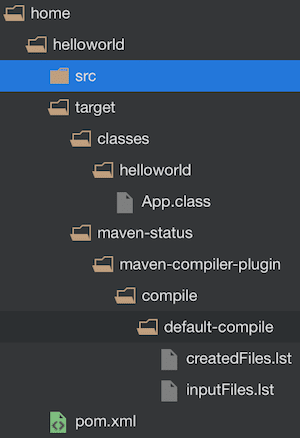 home
helloworld
src
target
classes
helloworld
App.class
maven-status
maven-compiler-plugin
compile
default-compile
createdFiles.lst
inputFiles.lst
pom.xml